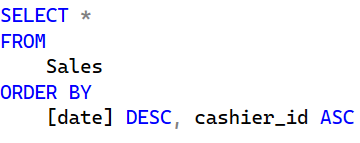 SELECT *
FROM
    Sales
ORDER BY
    [date] DESC, cashier_id ASC